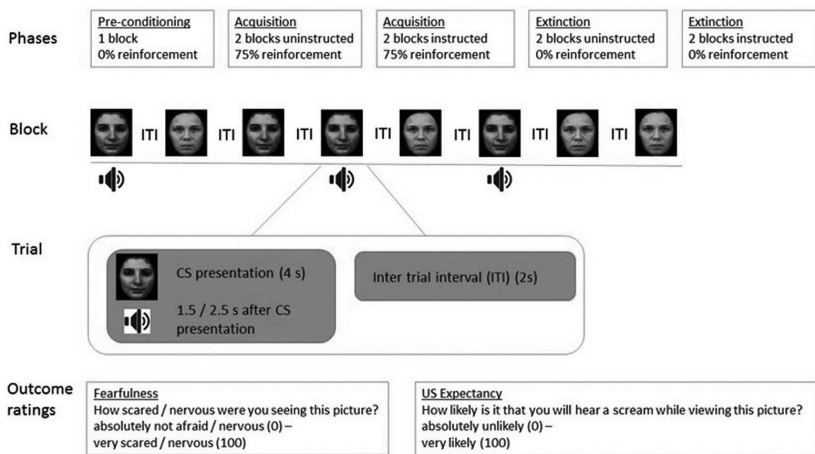 Phases
Pre-conditioning
1 block
0% reinforcement
Acquisition
2 blocks uninstructed
75% reinforcement
Acquisition
2 blocks instructed
75% reinforcement
Extinction
2 blocks uninstructed
0% reinforcement
Extinction
2 blocks instructed
0% reinforcement
Block
ITI ITI ITI ITI ITI ITI ITI
Trial
CS presentation (4 s)
1.5 / 2.5 s after CS
presentation
Inter trial interval (ITI) (2s)
Outcome
ratings
Fearfulness
How scared / nervous were you seeing this picture?
absolutely not afraid / nervous (0) –
very scared / nervous (100)
US Expectancy
How likely is it that you will hear a scream while viewing this picture?
absolutely unlikely (0) –
very likely (100)